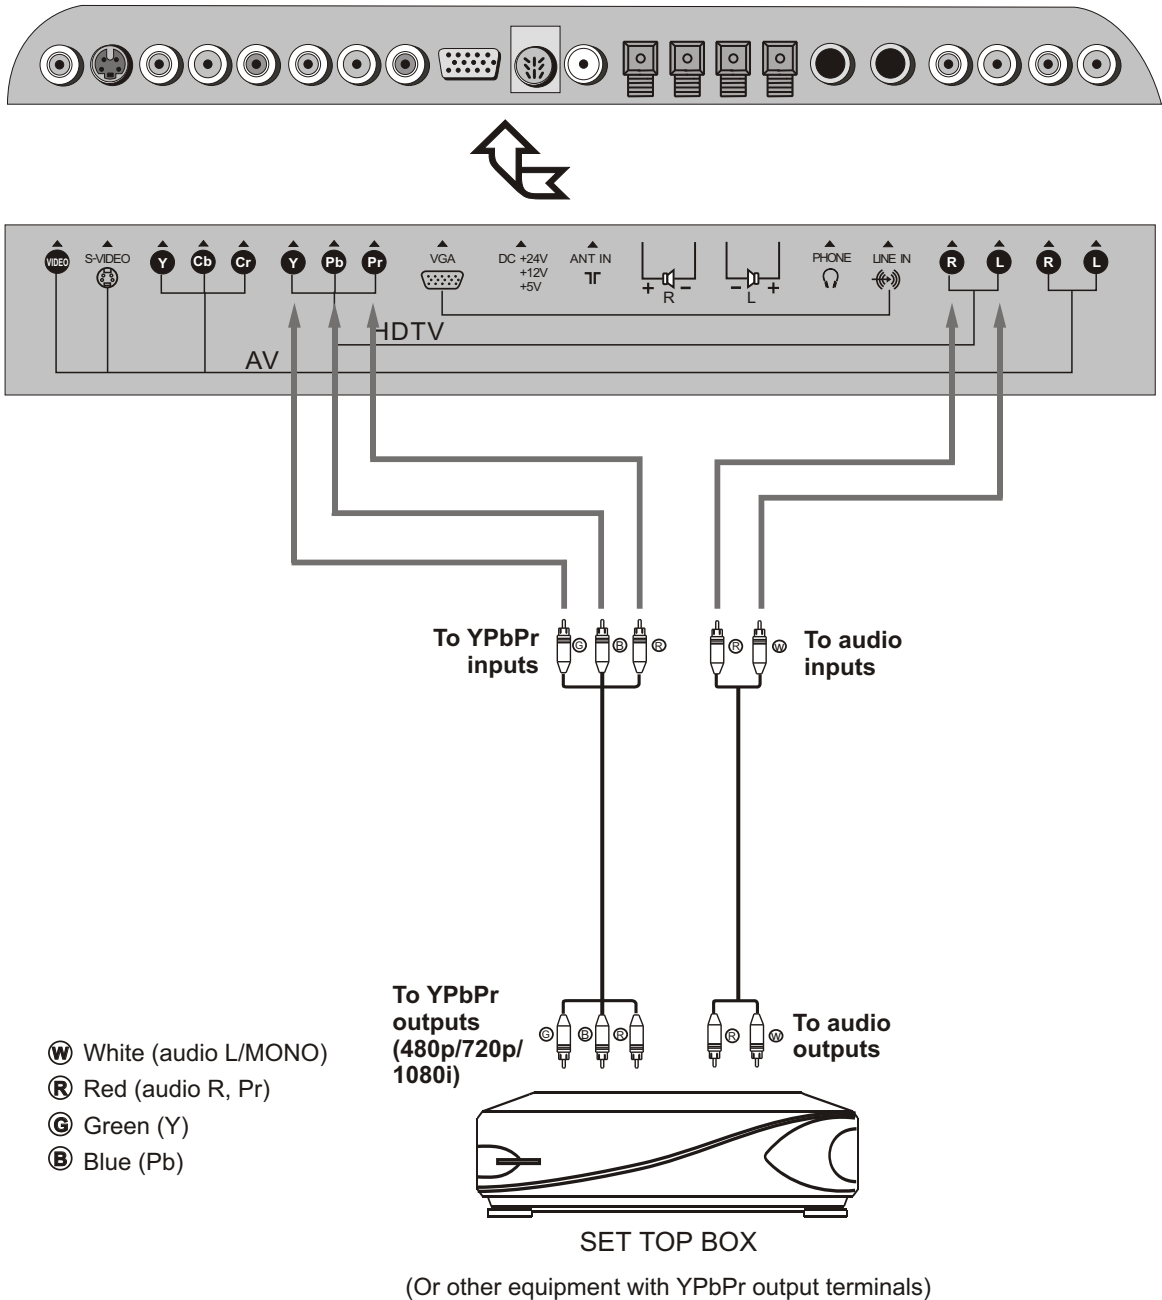 VIDEO S-VIDEO Y Cb Cr Y Pb Pr VGA DC +24V ANT IN PHONE LINE IN R L R L
+12V
+5V
+ R - - L +
HDTV
AV
To YPbPr
inputs
G B R R W
To audio
inputs
To YPbPr
outputs
(480p/720p/
1080i)
G B R R W
To audio
outputs
W White (audio L/MONO)
R Red (audio R, Pr)
G Green (Y)
B Blue (Pb)
SET TOP BOX
(Or other equipment with YPbPr output terminals)